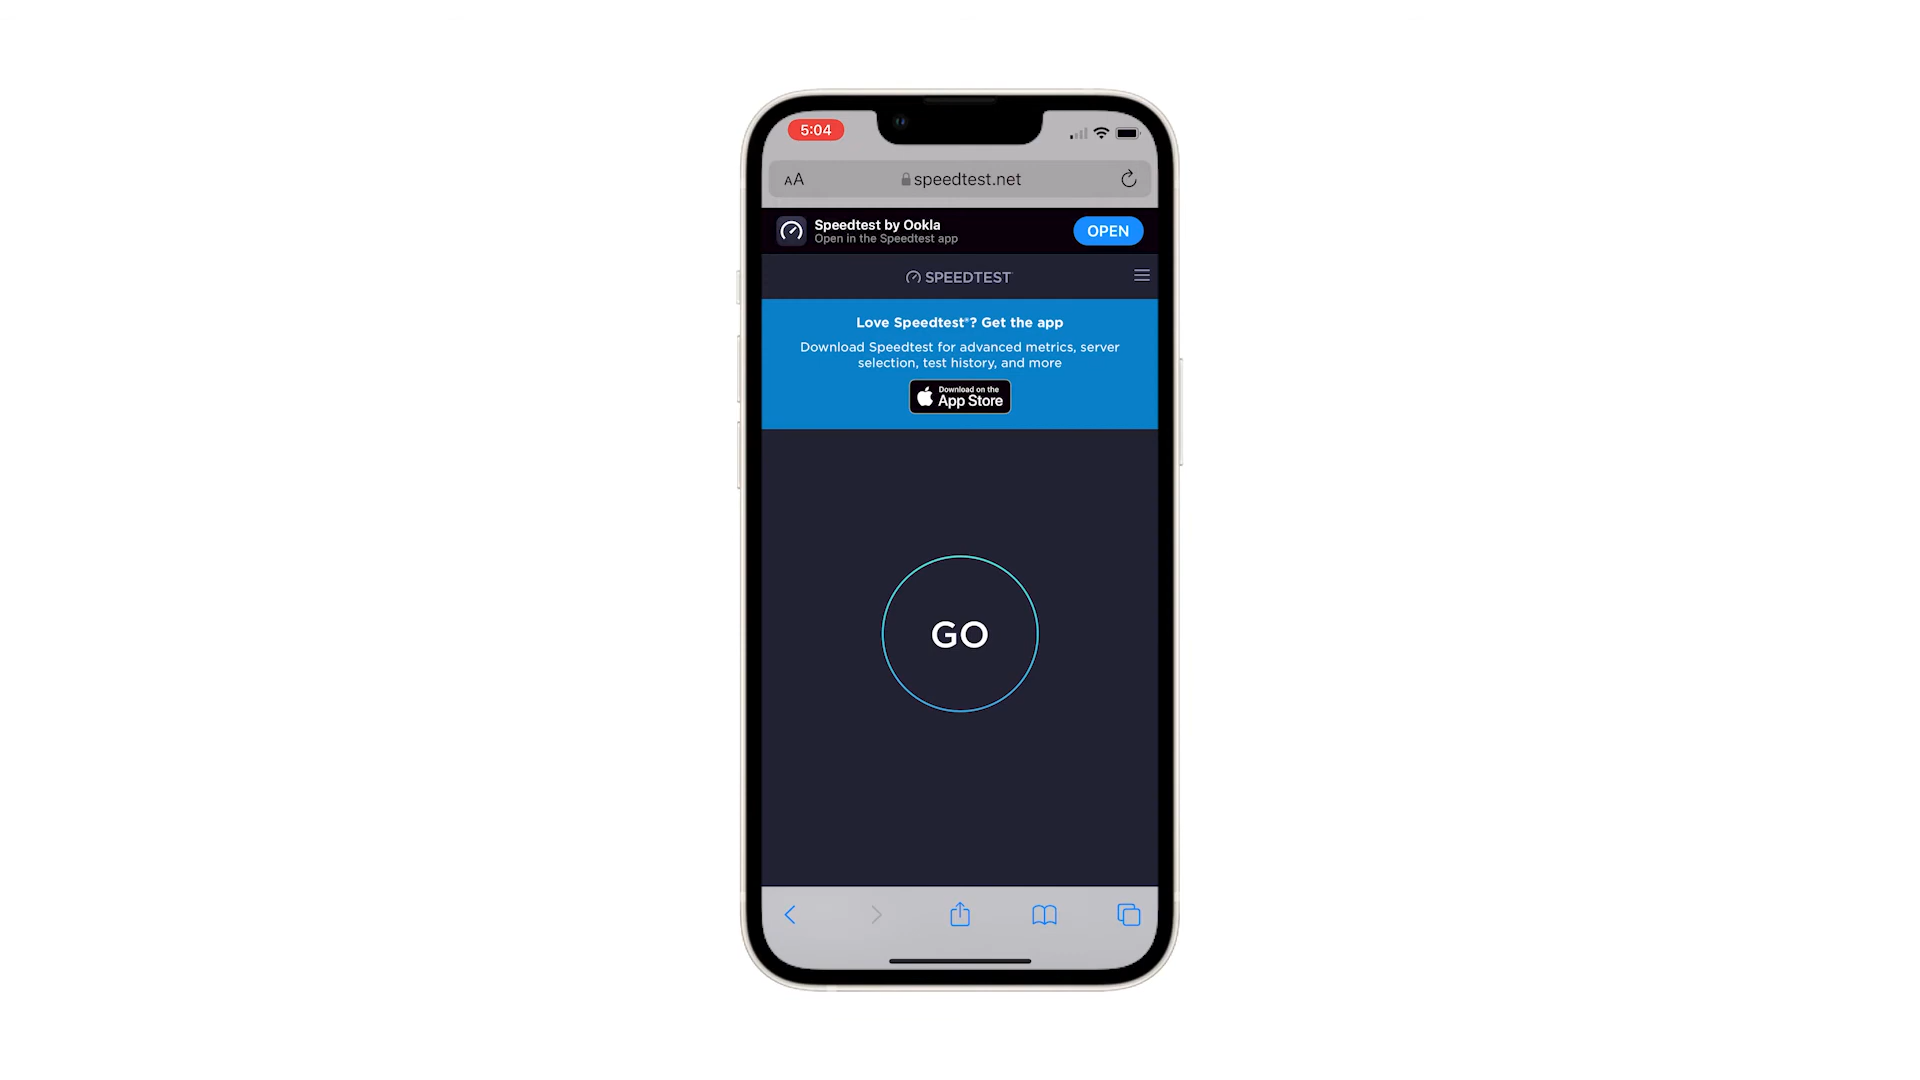 5:04
AA
speedtest.net
Speedtest by Ookla
Open in the Speedtest app
OPEN
SPEEDTEST
Love Speedtest®? Get the app
Download Speedtest for advanced metrics, server
selection, test history, and more
Download on the
App Store
GO